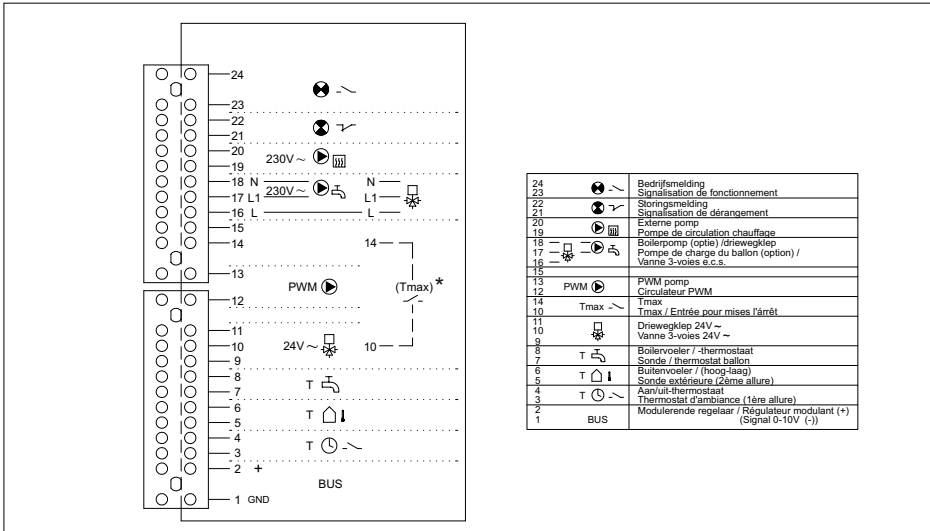 24
23
22
21
20
230V ~
19
18 N N
230V ~
17 L1 L1
16 L L
15
14 14
13
PWM (Tmax) *
12
11
10 24V ~ 10
9
8
T
7
6
T
5
4
T
3
2 +
BUS
1 GND
24 Bedrijfsmelding
23 Signalisation de fonctionnement
22 Storingsmelding
21 Signalisation de dérangement
20 Externe pomp
19 Pompe de circulation chauffage
18 Boilerpomp (optie) /driewegklep
17 Pompe de charge du ballon (option) /
16 Vanne 3-voies e.c.s.
15
13 PWM PWM pomp
12 Circulateur PWM
14 Tmax Tmax
10 Tmax / Entrée pour mises l'árrêt
11
10 Driewegklep 24V ~
9 Vanne 3-voies 24V ~
8 T Boilervoeler / -thermostaat
7 Sonde / thermostat ballon
6 T Buitenvoeler / (hoog-laag)
5 Sonde extérieure (2ème allure)
4 T Aan/uit-thermostaat
3 Thermostat d'ambiance (1ère allure)
2 Modulerende regelaar / Régulateur modulant (+)
1 BUS (Signal 0-10V (-))